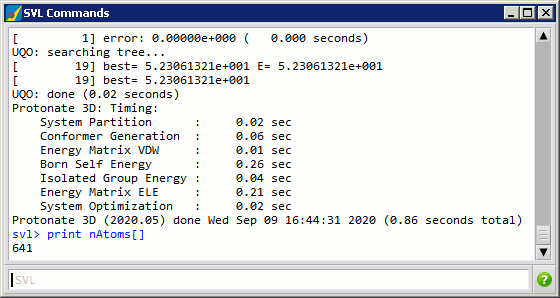 SVL Commands
[          1] error: 0.00000e+000 (   0.000 seconds)
UQO: searching tree...
[         19] best= 5.23061321e+001 E= 5.23061321e+001
[         19] best= 5.23061321e+001
UQO: done (0.02 seconds)
Protonate 3D: Timing:
    System Partition      :     0.02 sec
    Conformer Generation  :     0.06 sec
    Energy Matrix VDW     :     0.01 sec
    Born Self Energy      :     0.26 sec
    Isolated Group Energy :     0.04 sec
    Energy Matrix ELE     :     0.21 sec
    System Optimization   :     0.02 sec
Protonate 3D (2020.05) done Wed Sep 09 16:44:31 2020 (0.86 seconds total)
svl> print nAtoms[]
641
SVL
?